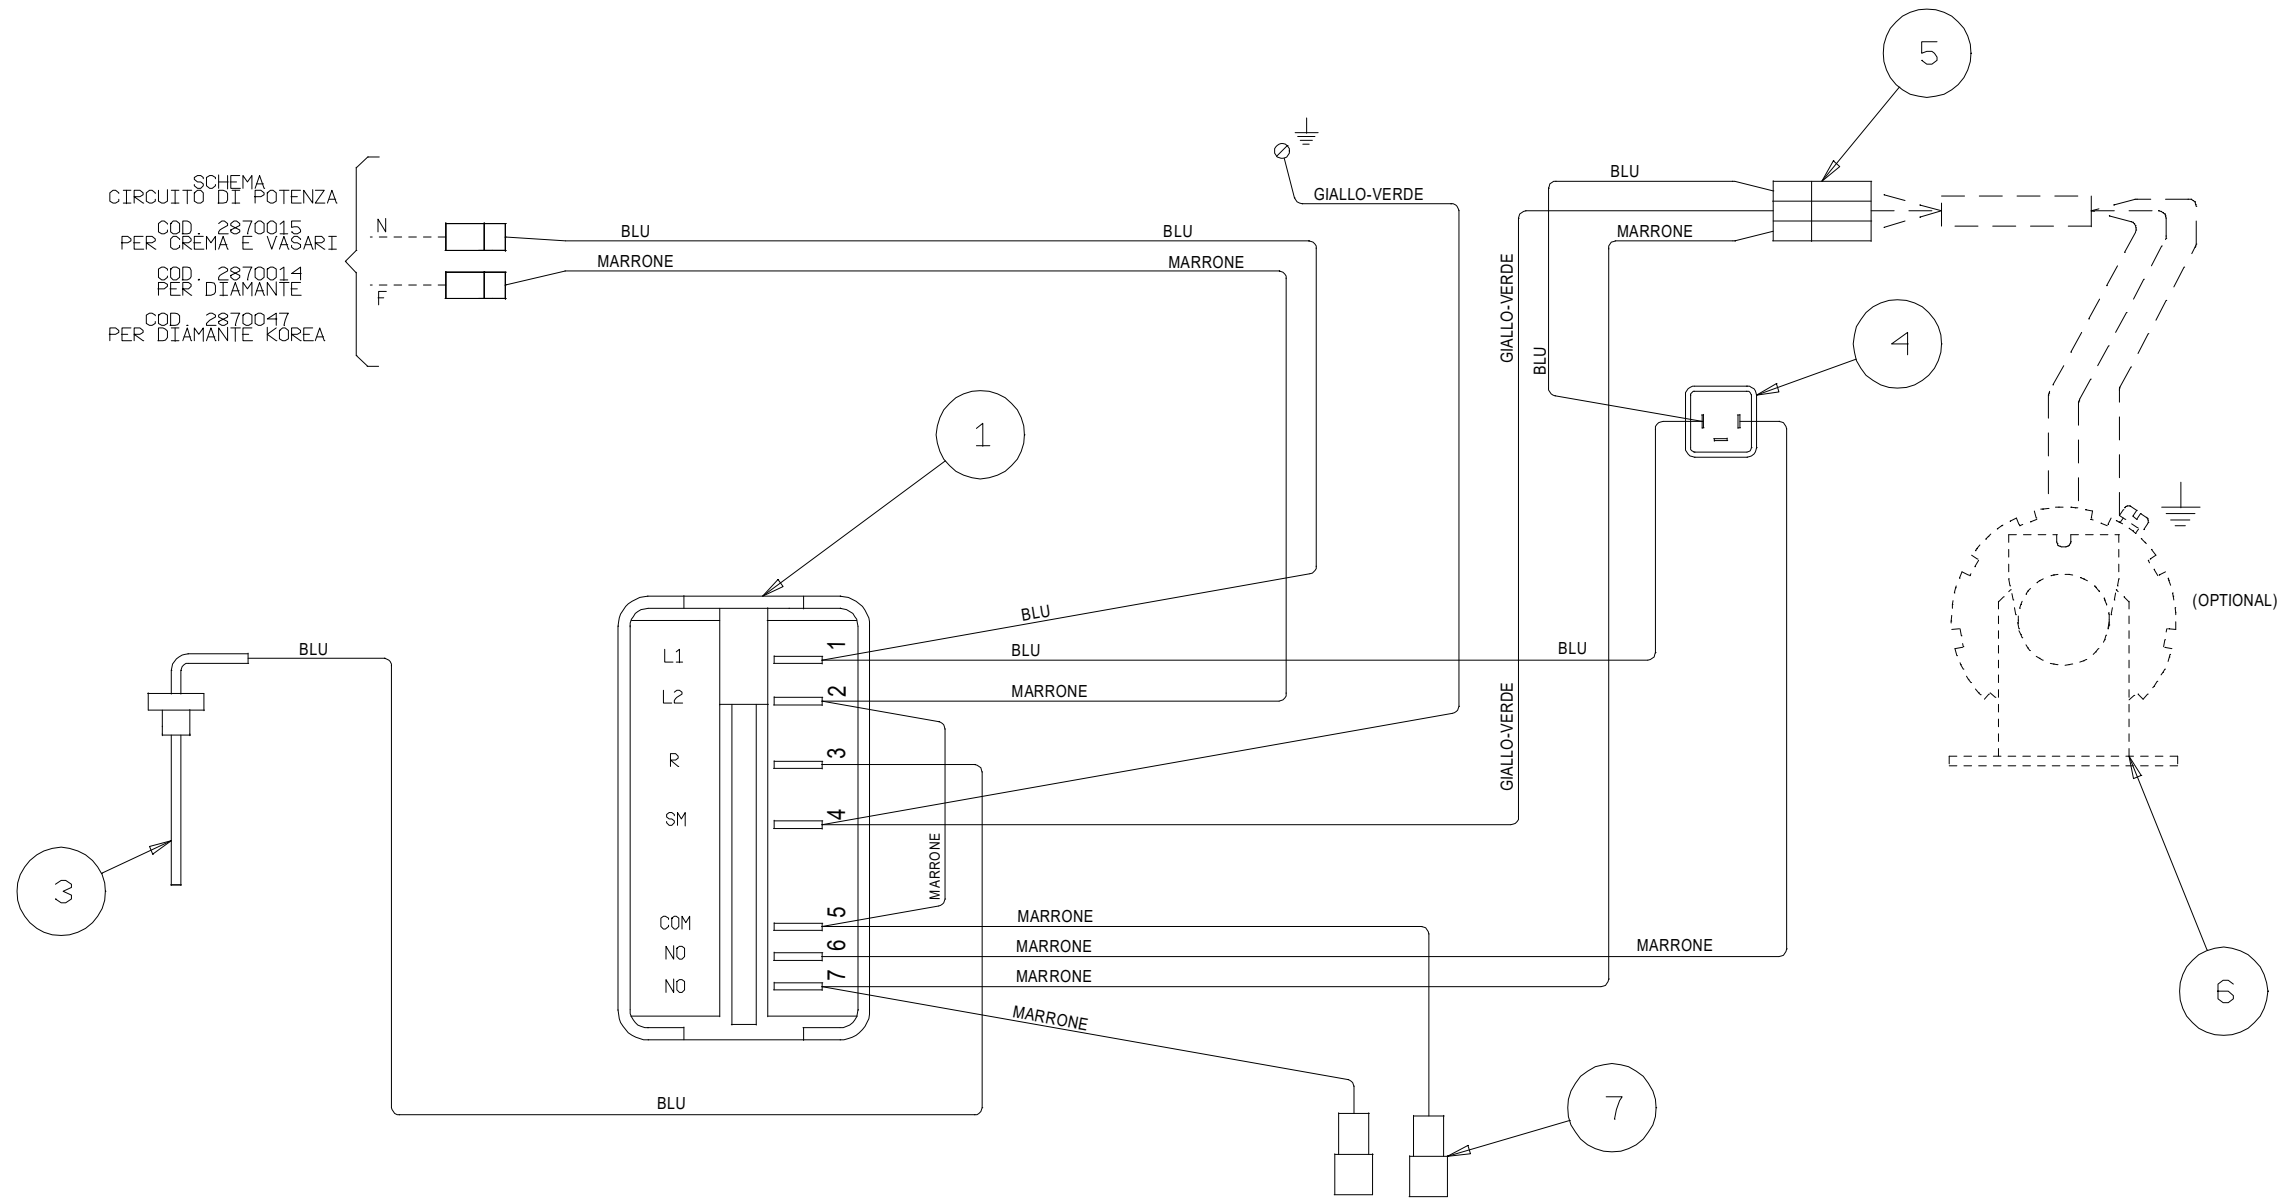 SCHEMA
CIRCUITO DI POTENZA
COD. 2870015
PER CREMA E VASARI
COD. 2870014
PER DIAMANTE
COD. 2870047
PER DIAMANTE KOREA
N
F
BLU
BLU
MARRONE
MARRONE
GIALLO-VERDE
BLU
MARRONE
5
GIALLO-VERDE
BLU
4
1
3
BLU
L1
L2
R
SM
COM
NO
NO
1
2
3
4
5
6
7
BLU
BLU
BLU
MARRONE
GIALLO-VERDE
MARRONE
MARRONE
MARRONE
MARRONE
MARRONE
MARRONE
BLU
(OPTIONAL)
6
7